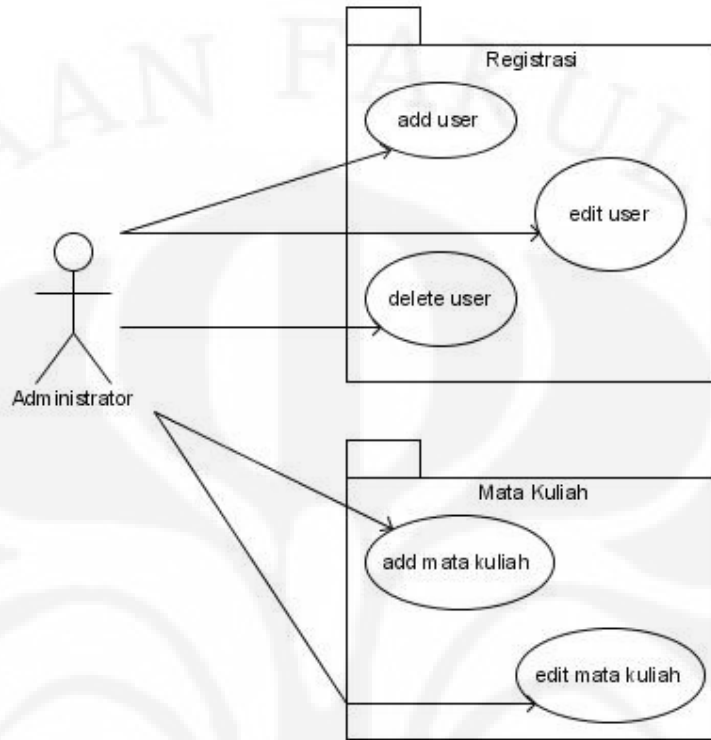 Registrasi
add user
edit user
delete user
Administrator
Mata Kuliah
add mata kuliah
edit mata kuliah